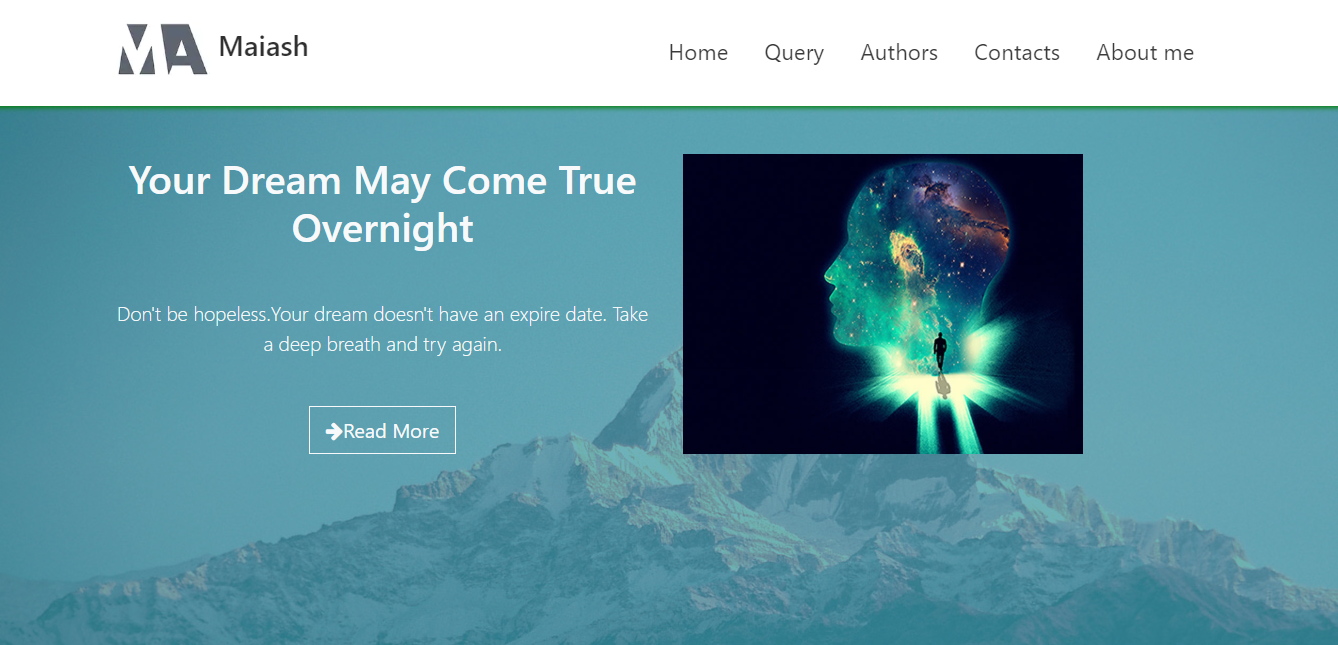 MA Maiash
Home Query Authors Contacts About me
Your Dream May Come True
Overnight
Don't be hopeless.Your dream doesn't have an expire date. Take
a deep breath and try again.
Read More